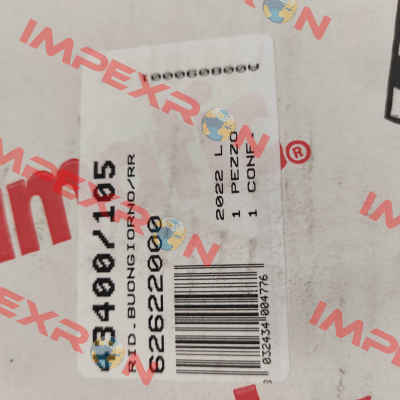 43400/105
RID.BUONGIORNO/RR
62622000
2022 L
1 PEZZO
1 CONF.
8 032434 004776
®
IMPEXRON
IMPEXRON
IMPEXRON
IMPEXRON